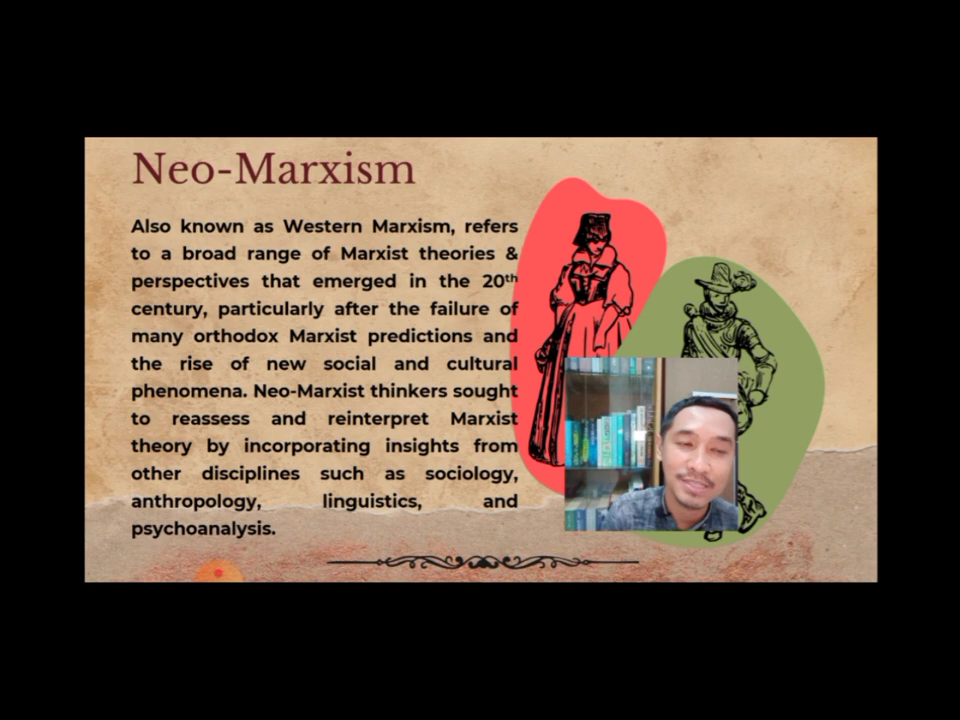 Neo-Marxism
Also known as Western Marxism, refers
to a broad range of Marxist theories &
perspectives that emerged in the 20th
century, particularly after the failure of
many orthodox Marxist predictions and
the rise of new social and cultural
phenomena. Neo-Marxist thinkers sought
to reassess and reinterpret Marxist
theory by incorporating insights from
other disciplines such as sociology,
anthropology, linguistics, and
psychoanalysis.